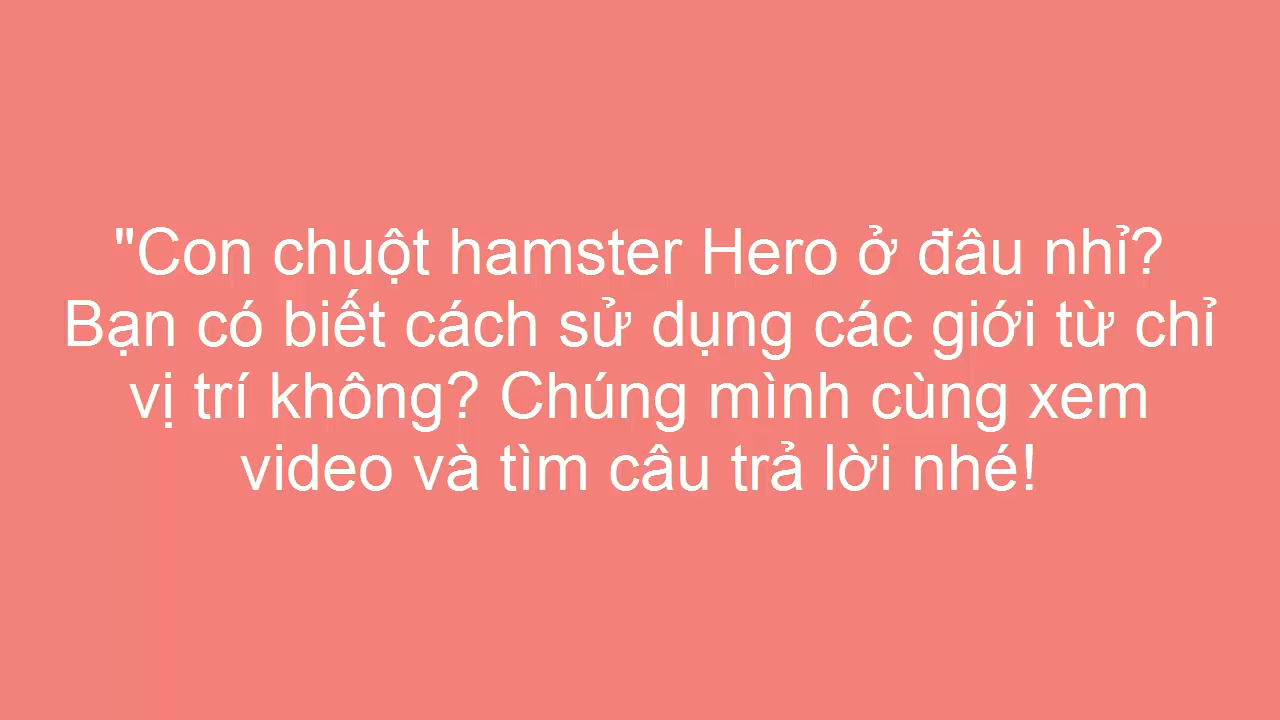 "Con chuột hamster Hero ở đâu nhỉ?
Bạn có biết cách sử dụng các giới từ chỉ
vị trí không? Chúng mình cùng xem
video và tìm câu trả lời nhé!